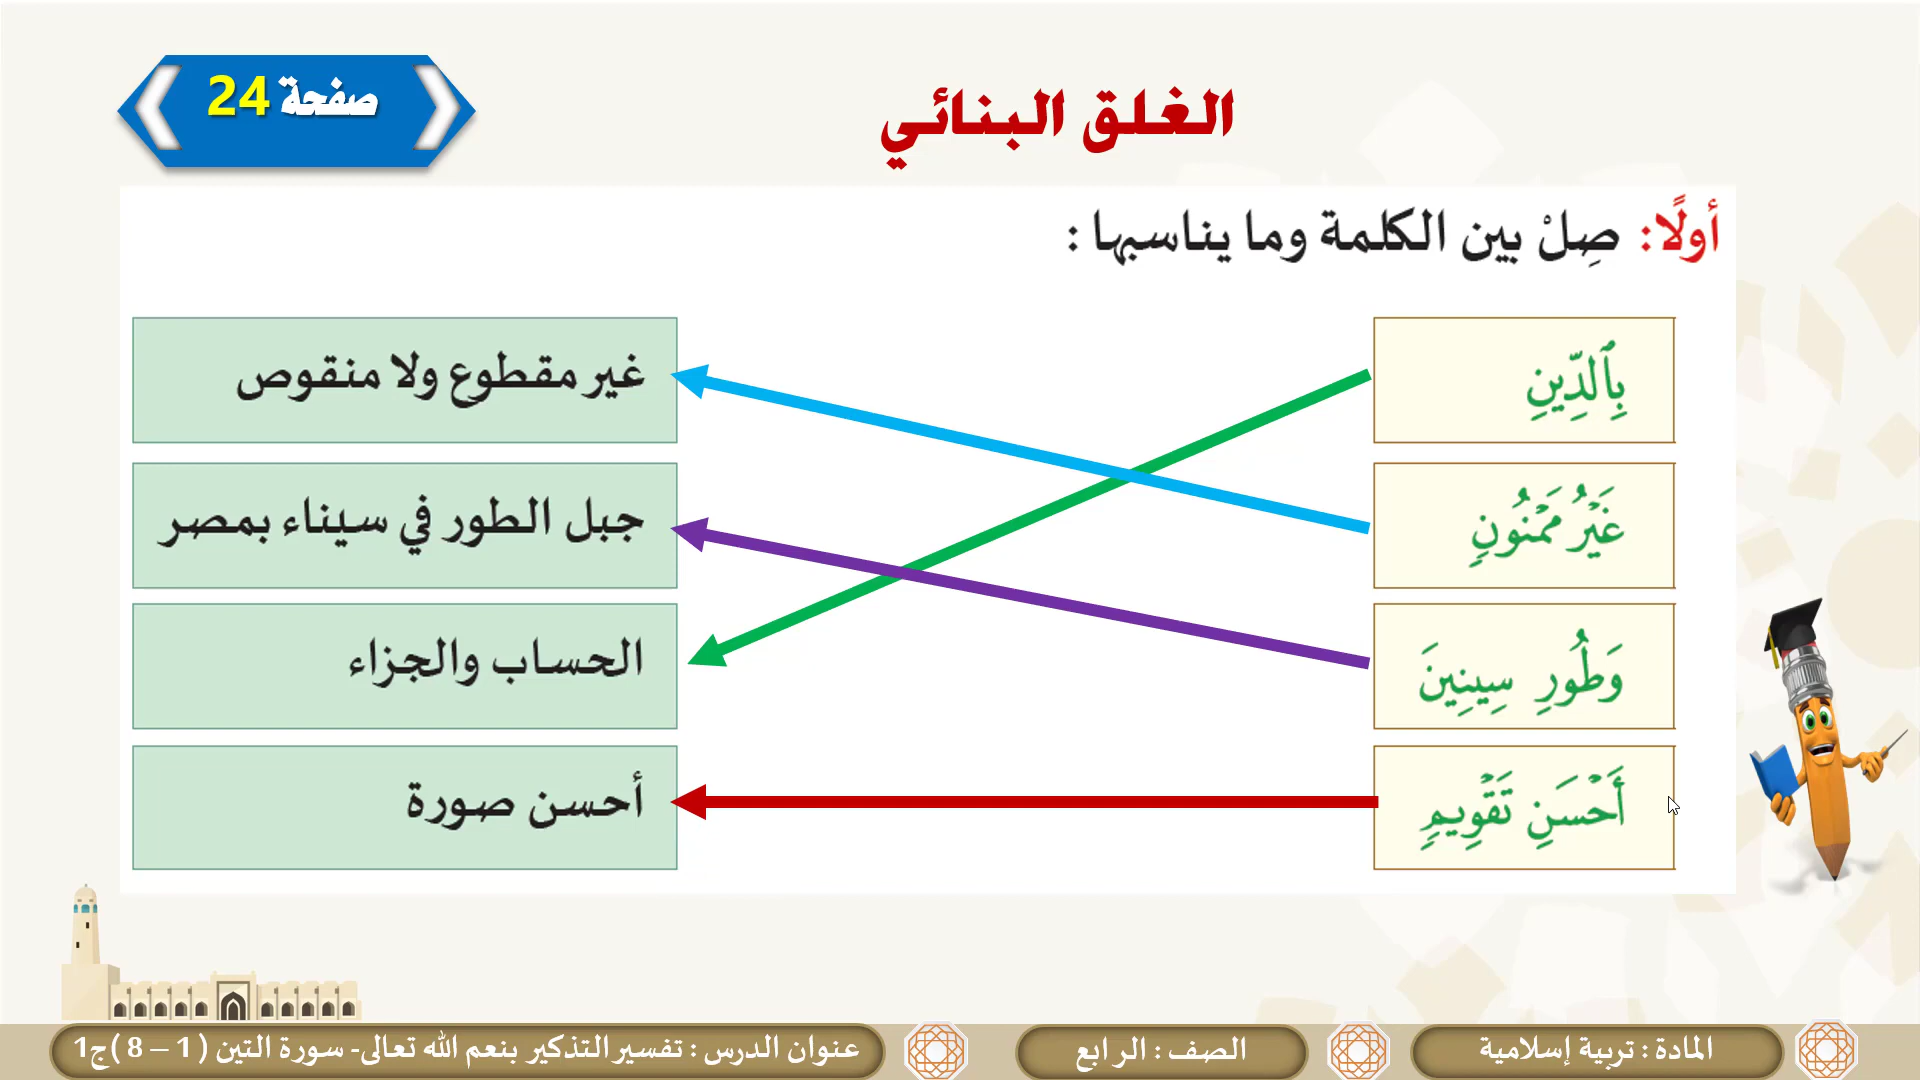 الغلق البنائي
صفحة 24
أولًا: صِلْ بين الكلمة وما يناسبها :
بِٱلدِّينِ
غير مقطوع ولا منقوص
غَيْرُ مَمْنُونٍ
جبل الطور في سيناء بمصر
وَطُورِ سِينِينَ
الحساب والجزاء
أَحْسَنِ تَقْوِيمٍ
أحسن صورة
المادة : تربية إسلامية
الصف : الرابع
عنوان الدرس : تفسير التذكير بنعم الله تعالى- سورة التين ( 1 – 8 )ج1